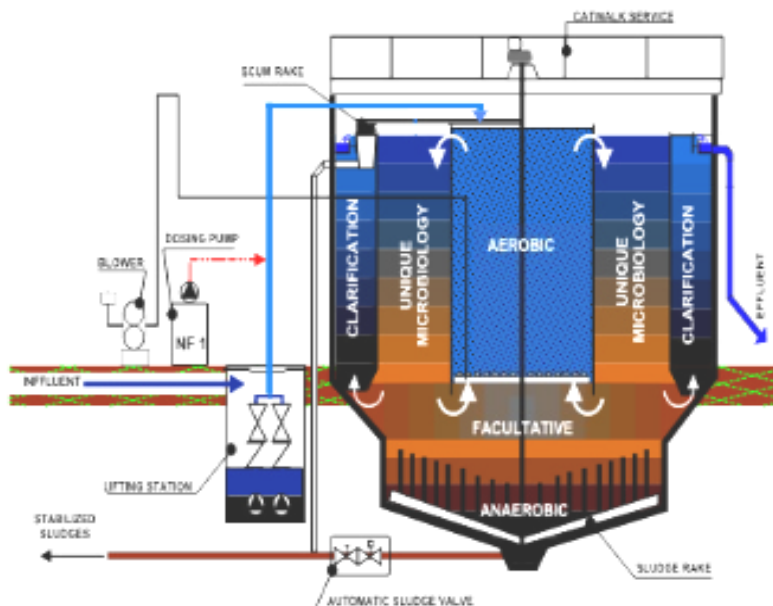 CATWALK SERVICE
SCUM RAKE
DOSING PUMP
BLOWER
NF 1
INFFLUENT
LIFTING STATION
STABILIZED
SLUDGES
AUTOMATIC SLUDGE VALVE
CLARIFICATION
UNIQUE
MICROBIOLOGY
AEROBIC
UNIQUE
MICROBIOLOGY
CLARIFICATION
EFFLUENT
FACULTATIVE
ANAEROBIC
SLUDGE RAKE